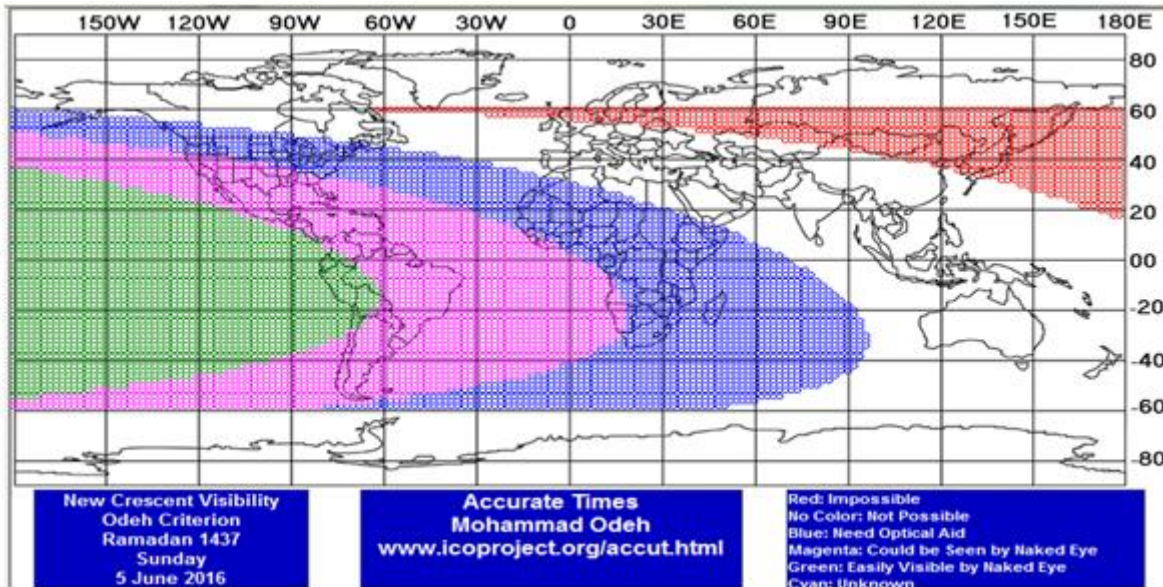 150W 120W 90W 60W 30W 0 30E 60E 90E 120E 150E 180E
80
60
40
20
00
-20
-40
-60
-80
New Crescent Visibility
Odeh Criterion
Ramadan 1437
Sunday
5 June 2016
Accurate Times
Mohammad Odeh
www.icoproject.org/accut.html
Red: Impossible
No Color: Not Possible
Blue: Need Optical Aid
Magenta: Could be Seen by Naked Eye
Green: Easily Visible by Naked Eye
Cyan: Unknown